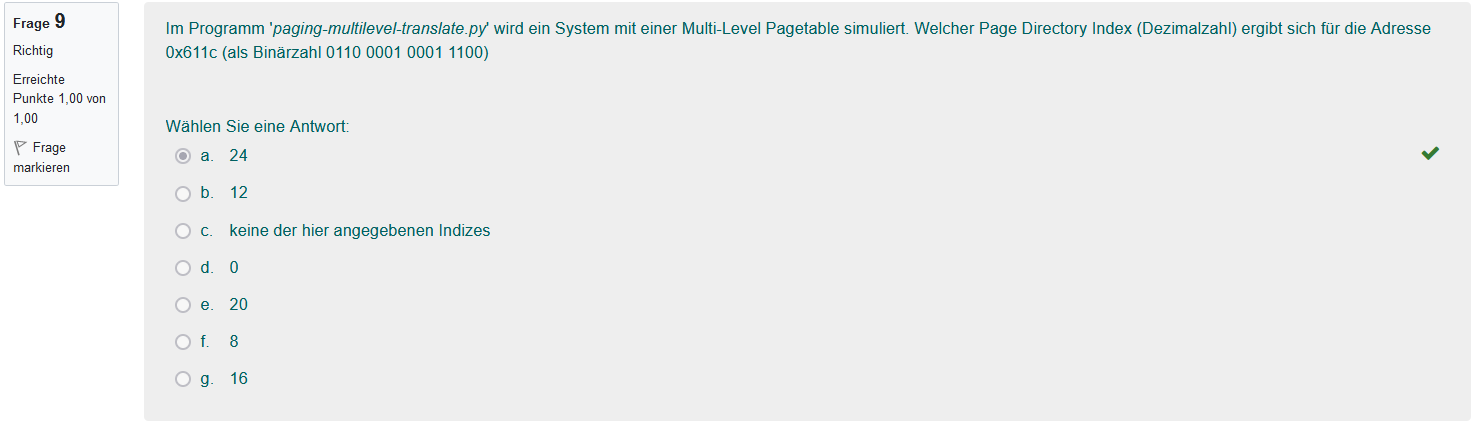 Frage 9
Richtig
Erreichte
Punkte 1,00 von
1,00
Frage
markieren
Im Programm 'paging-multilevel-translate.py' wird ein System mit einer Multi-Level Pagetable simuliert. Welcher Page Directory Index (Dezimalzahl) ergibt sich für die Adresse
0x611c (als Binärzahl 0110 0001 0001 1100)
Wählen Sie eine Antwort:
a. 24
b. 12
c. keine der hier angegebenen Indizes
d. 0
e. 20
f. 8
g. 16